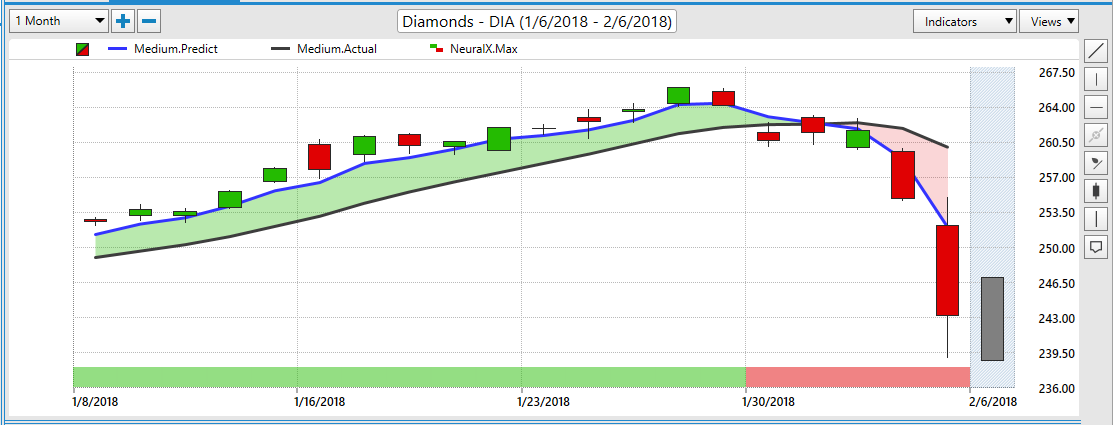 1 Month
Diamonds - DIA (1/6/2018 - 2/6/2018)
Indicators
Views
Medium.Predict
Medium.Actual
NeuralX.Max
267.50
264.00
260.50
257.00
253.50
250.00
246.50
243.00
239.50
236.00
1/8/2018
1/16/2018
1/23/2018
1/30/2018
2/6/2018